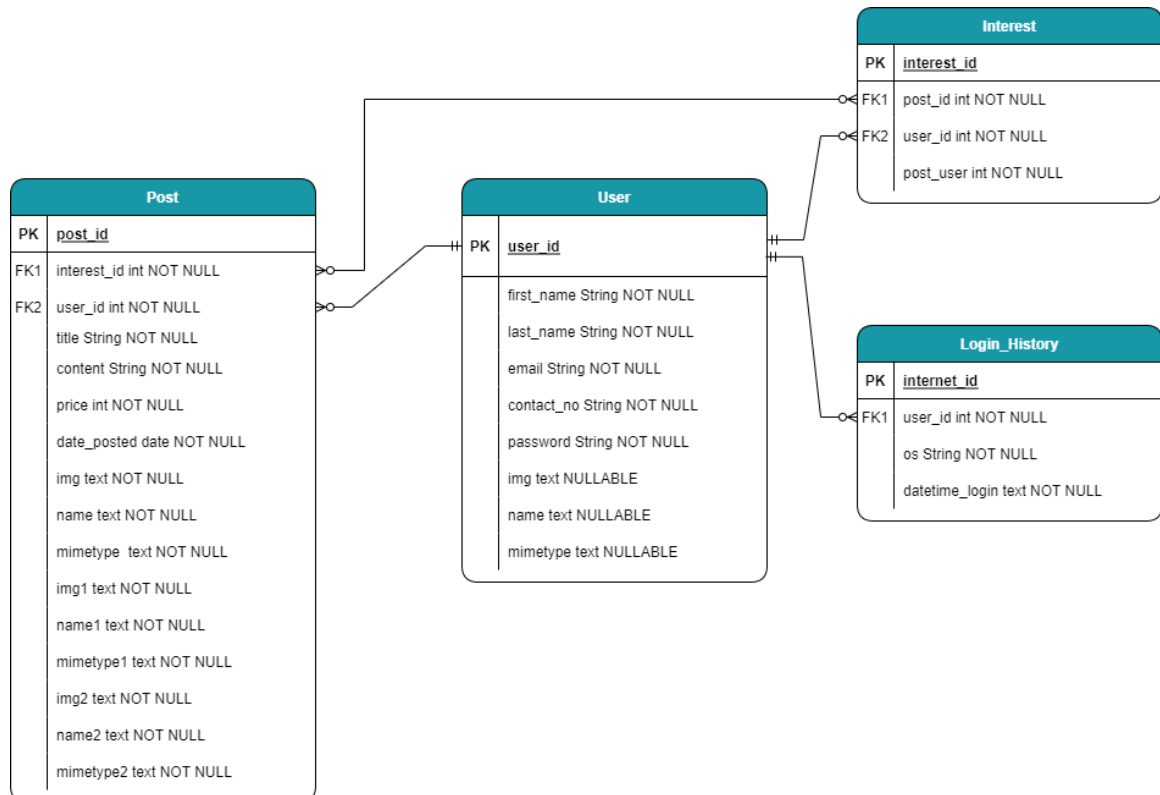 Post
PK post_id
FK1 interest_id int NOT NULL
FK2 user_id int NOT NULL
title String NOT NULL
content String NOT NULL
price int NOT NULL
date_posted date NOT NULL
img text NOT NULL
name text NOT NULL
mimetype text NOT NULL
img1 text NOT NULL
name1 text NOT NULL
mimetype1 text NOT NULL
img2 text NOT NULL
name2 text NOT NULL
mimetype2 text NOT NULL
User
PK user_id
first_name String NOT NULL
last_name String NOT NULL
email String NOT NULL
contact_no String NOT NULL
password String NOT NULL
img text NULLABLE
name text NULLABLE
mimetype text NULLABLE
Interest
PK interest_id
FK1 post_id int NOT NULL
FK2 user_id int NOT NULL
post_user int NOT NULL
Login_History
PK internet_id
FK1 user_id int NOT NULL
os String NOT NULL
datetime_login text NOT NULL